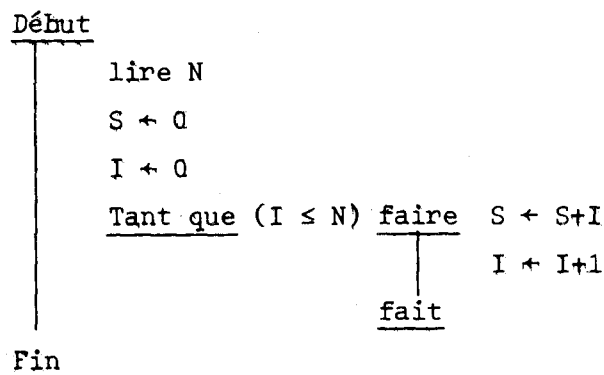 Début
lire N
S ← 0
I ← 0
Tant que (I ≤ N) faire S ← S+I
I ← I+1
fait
Fin